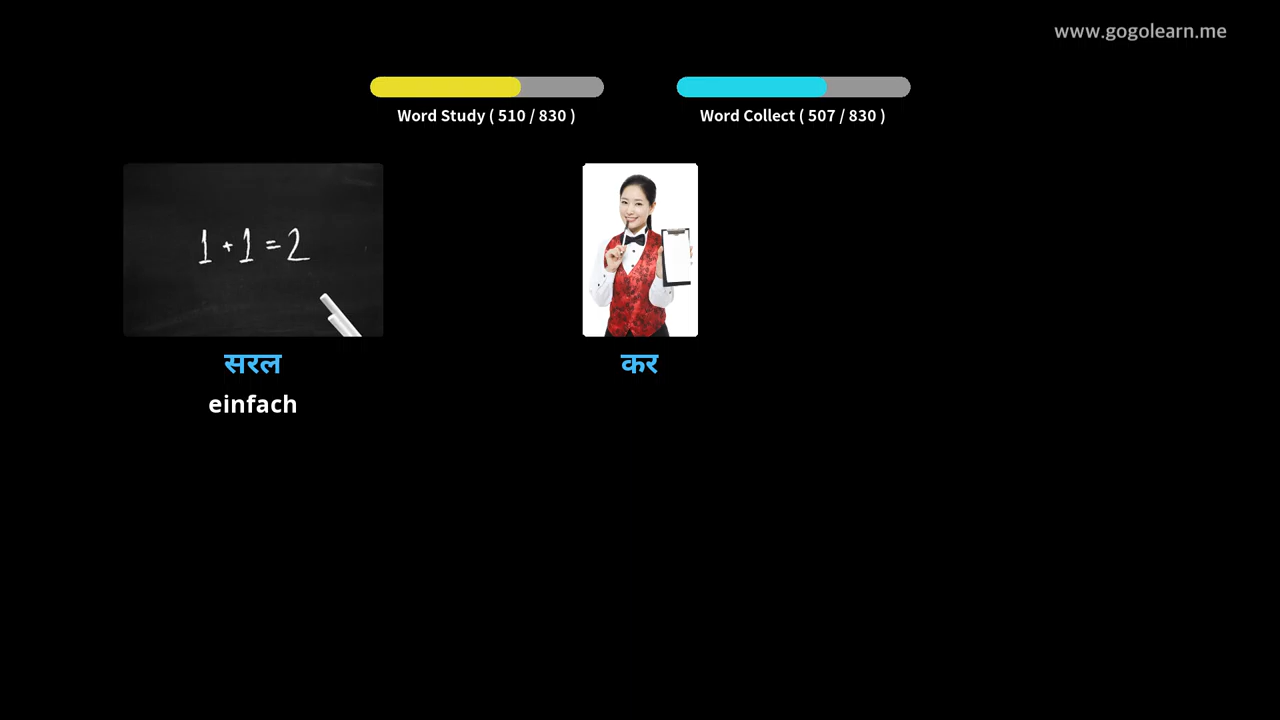 www.gogolearn.me
Word Study ( 510 / 830 )
Word Collect ( 507 / 830 )
1 + 1 = 2
सरल
कर
einfach